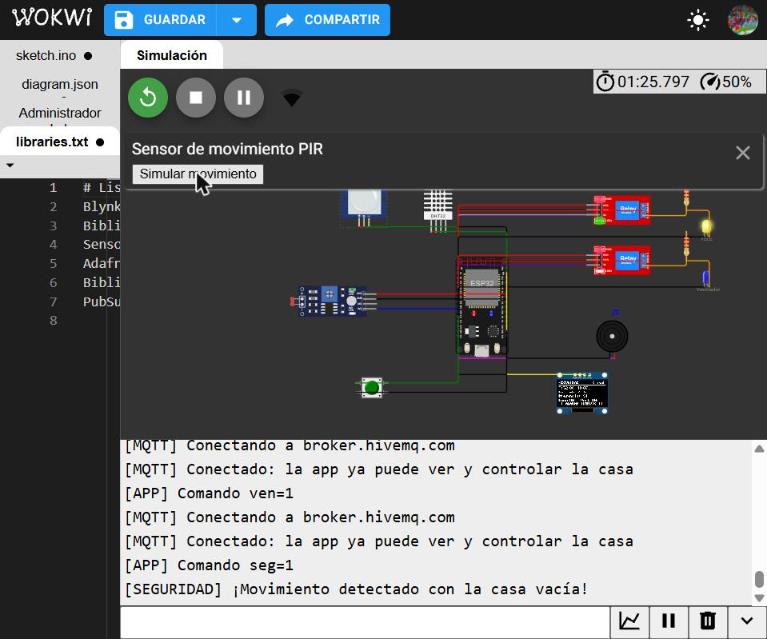 WOKWI GUARDAR COMPARTIR
sketch.ino
diagram.json
Administrador
libraries.txt
Simulación
01:25.797 50%
Sensor de movimiento PIR
Simular movimiento
1 # Lis
2 Blynk
3 Bibli
4 Senso
5 Adafr
6 Bibli
7 PubSu
8
DHT22
Relay
Relay
ESP32
[MQTT] Conectando a broker.hivemq.com
[MQTT] Conectado: la app ya puede ver y controlar la casa
[APP] Comando ven=1
[MQTT] Conectando a broker.hivemq.com
[MQTT] Conectado: la app ya puede ver y controlar la casa
[APP] Comando seg=1
[SEGURIDAD] ¡Movimiento detectado con la casa vacía!